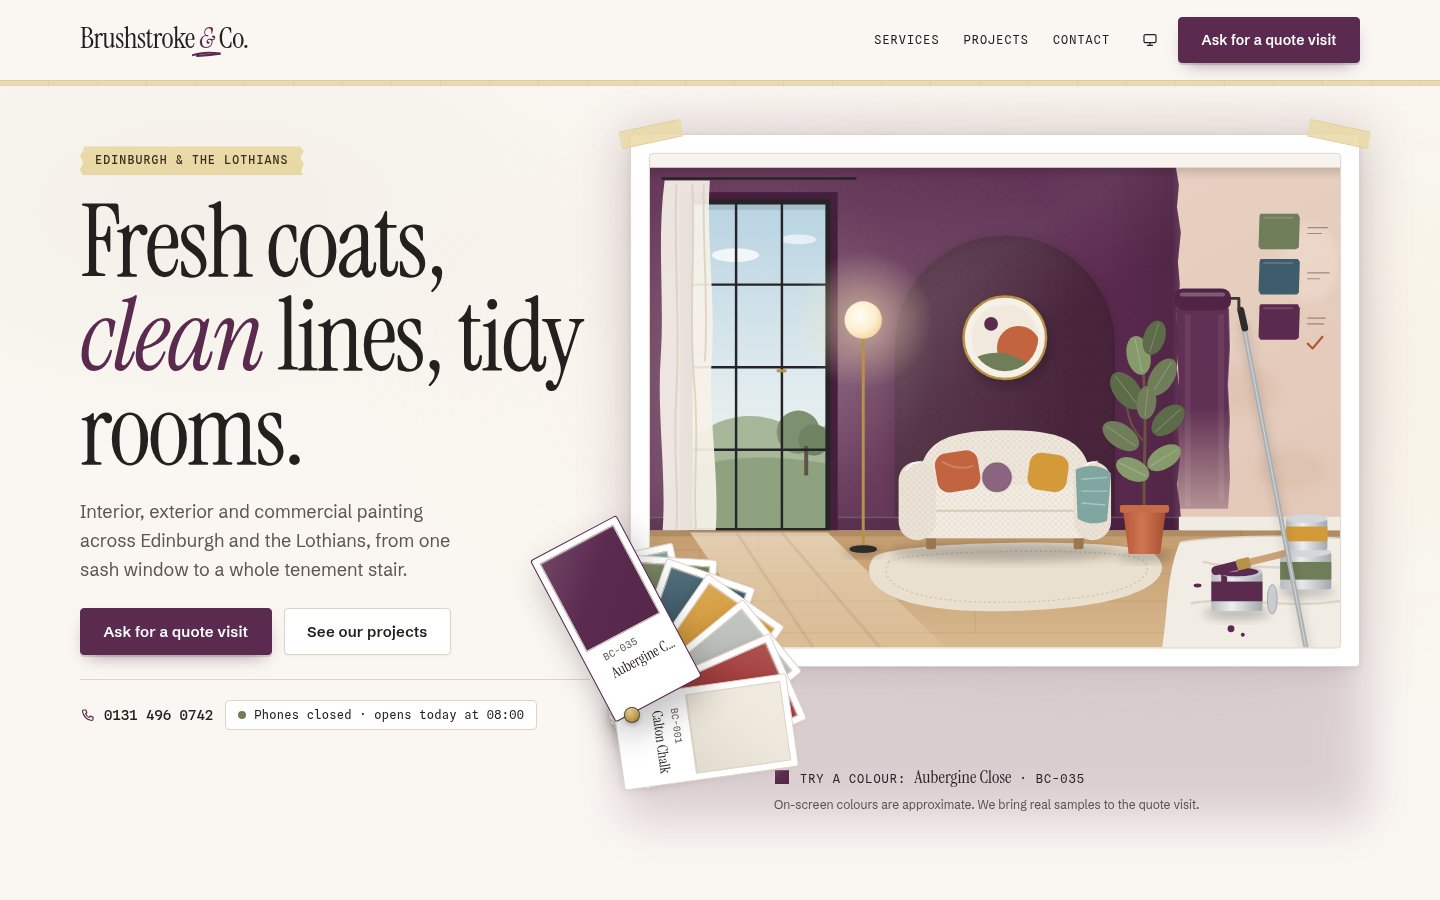 Brushstroke & Co.
SERVICES
PROJECTS
CONTACT
Ask for a quote visit
EDINBURGH & THE LOTHIANS
Fresh coats,
clean lines, tidy
rooms.
Interior, exterior and commercial painting
across Edinburgh and the Lothians, from one
sash window to a whole tenement stair.
Ask for a quote visit
See our projects
0131 496 0742
Phones closed · opens today at 08:00
BC-035
Aubergine C...
BC-001
Calton Chalk
TRY A COLOUR: Aubergine Close · BC-035
On-screen colours are approximate. We bring real samples to the quote visit.